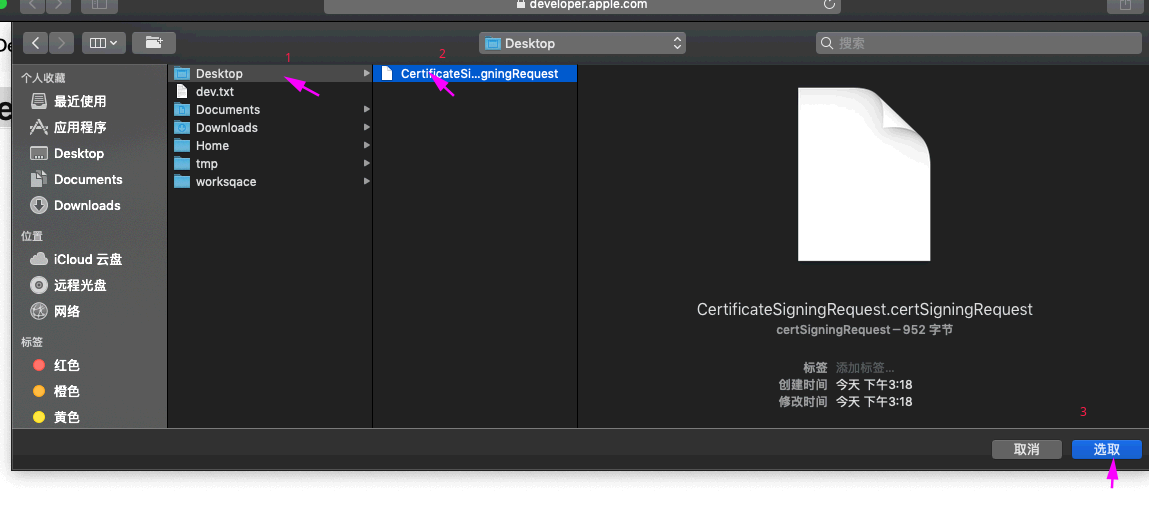 developer.apple.com
Desktop
搜索
1
2
个人收藏
最近使用
应用程序
Desktop
Documents
Downloads
位置
iCloud 云盘
远程光盘
网络
标签
红色
橙色
黄色
Desktop
dev.txt
Documents
Downloads
Home
tmp
worksqace
CertificateSi...gningRequest
CertificateSigningRequest.certSigningRequest
certSigningRequest－952 字节
标签 添加标签...
创建时间 今天 下午3:18
修改时间 今天 下午3:18
3
取消
选取